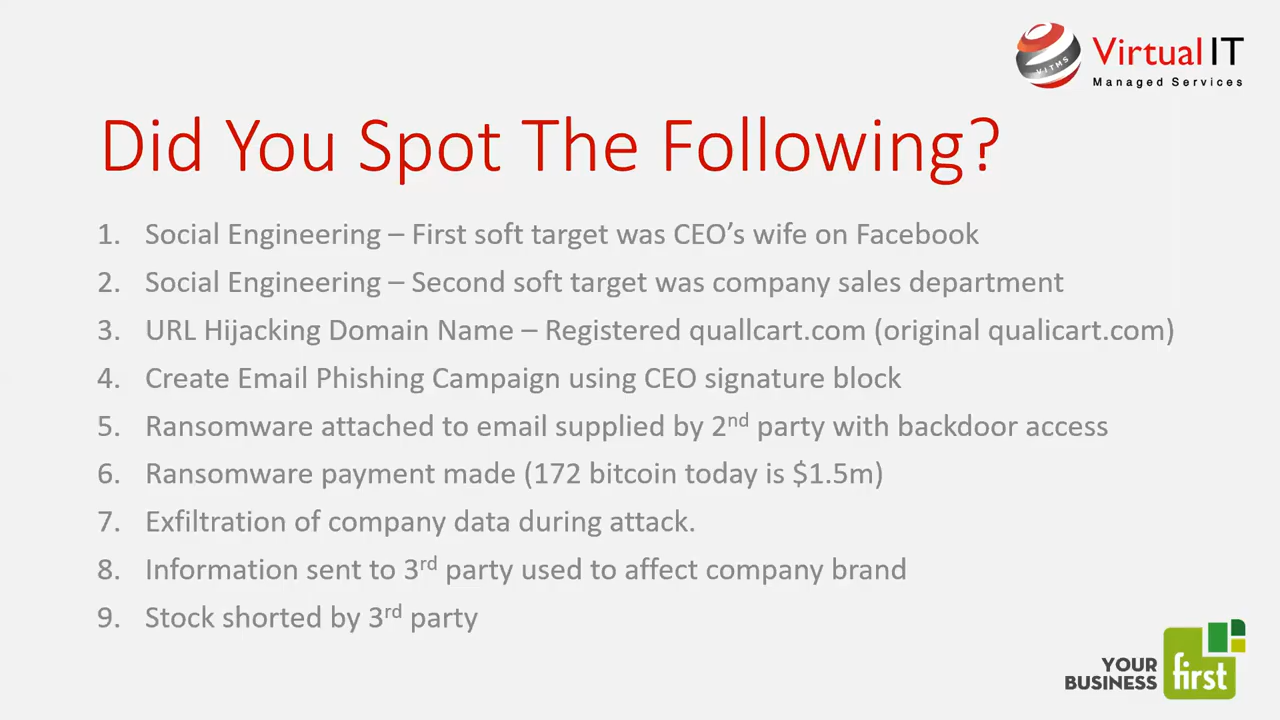 VITMS
Virtual IT
Managed Services
Did You Spot The Following?
1. Social Engineering – First soft target was CEO’s wife on Facebook
2. Social Engineering – Second soft target was company sales department
3. URL Hijacking Domain Name – Registered quallcart.com (original qualicart.com)
4. Create Email Phishing Campaign using CEO signature block
5. Ransomware attached to email supplied by 2nd party with backdoor access
6. Ransomware payment made (172 bitcoin today is $1.5m)
7. Exfiltration of company data during attack.
8. Information sent to 3rd party used to affect company brand
9. Stock shorted by 3rd party
YOUR
BUSINESS first